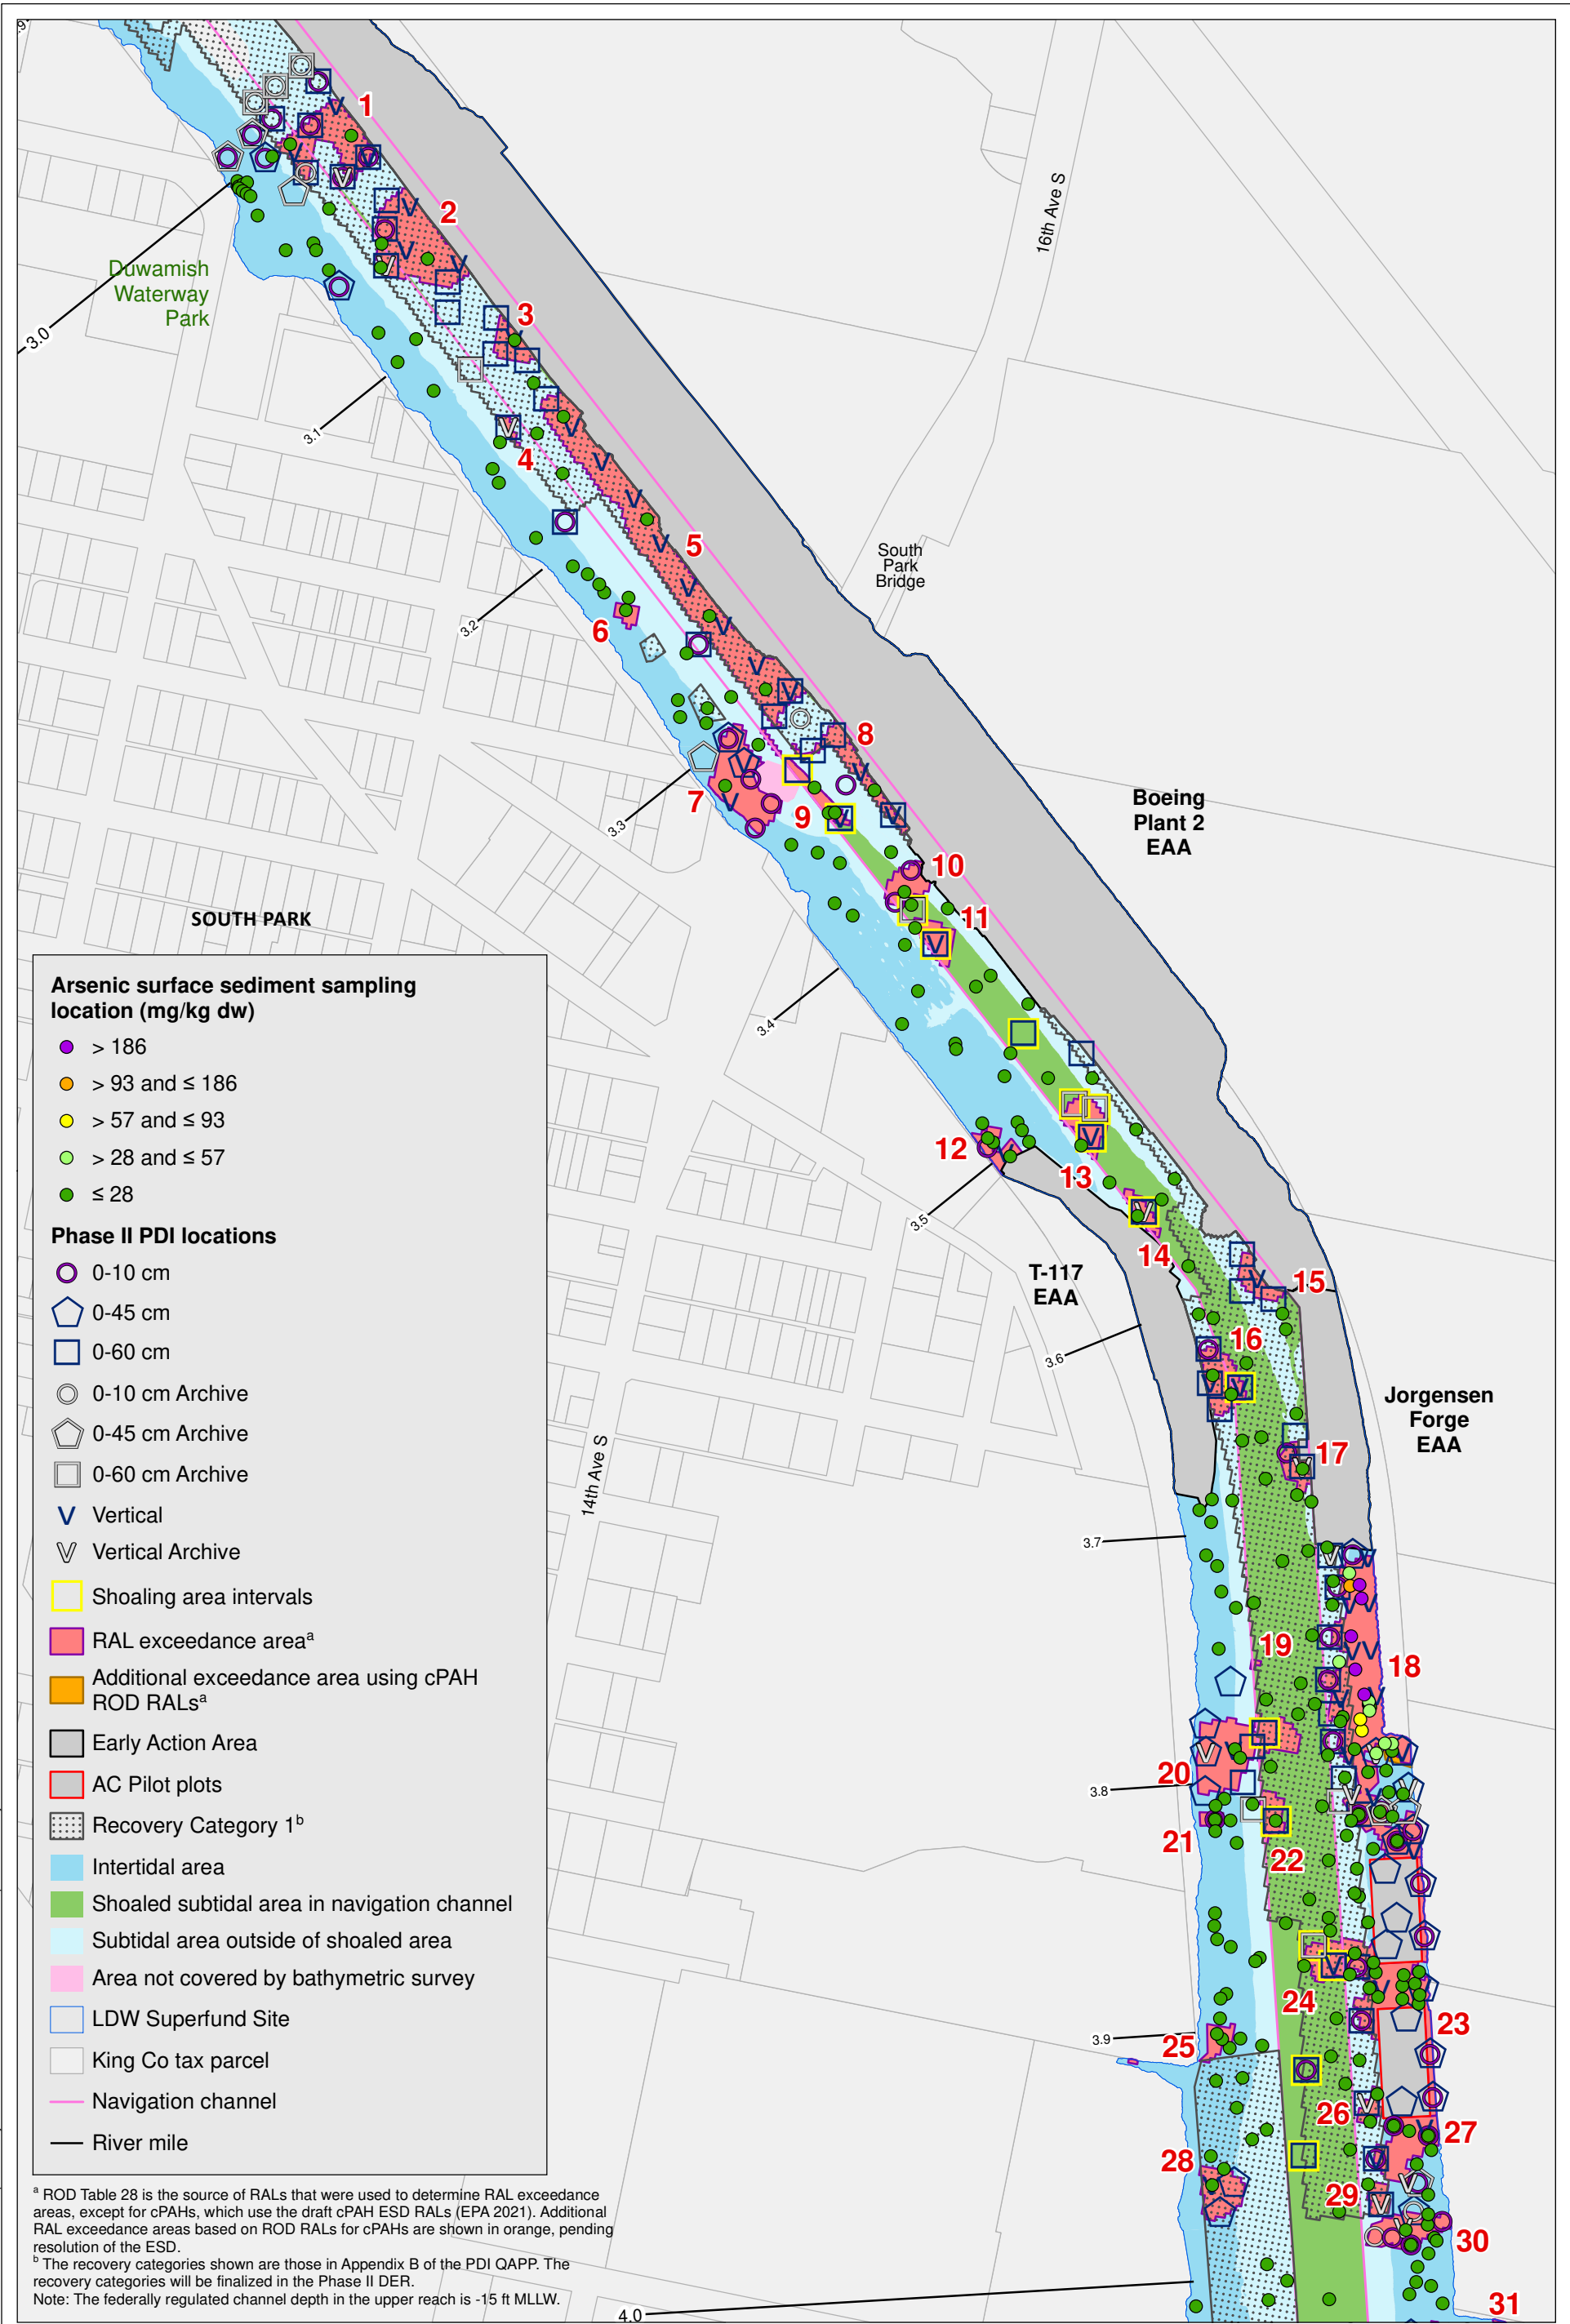 1
2
16th Ave S
Duwamish
Waterway
Park
3.0
3
3.1
4
5
South
Park
Bridge
3.2
6
8
7
9
3.3
Boeing
Plant 2
EAA
10
11
SOUTH PARK
3.4
12
13
3.5
14
T-117
EAA
15
16
3.6
Jorgensen
Forge
EAA
17
14th Ave S
3.7
19
18
20
3.8
21
22
24
23
25
3.9
26
27
28
29
30
31
4.0
Arsenic surface sediment sampling
location (mg/kg dw)
> 186
> 93 and ≤ 186
> 57 and ≤ 93
> 28 and ≤ 57
≤ 28
Phase II PDI locations
0-10 cm
0-45 cm
0-60 cm
0-10 cm Archive
0-45 cm Archive
0-60 cm Archive
V Vertical
V Vertical Archive
Shoaling area intervals
RAL exceedance areaᵃ
Additional exceedance area using cPAH
ROD RALsᵃ
Early Action Area
AC Pilot plots
Recovery Category 1ᵇ
Intertidal area
Shoaled subtidal area in navigation channel
Subtidal area outside of shoaled area
Area not covered by bathymetric survey
LDW Superfund Site
King Co tax parcel
Navigation channel
River mile
ᵃ ROD Table 28 is the source of RALs that were used to determine RAL exceedance
areas, except for cPAHs, which use the draft cPAH ESD RALs (EPA 2021). Additional
RAL exceedance areas based on ROD RALs for cPAHs are shown in orange, pending
resolution of the ESD.
ᵇ The recovery categories shown are those in Appendix B of the PDI QAPP. The
recovery categories will be finalized in the Phase II DER.
Note: The federally regulated channel depth in the upper reach is -15 ft MLLW.